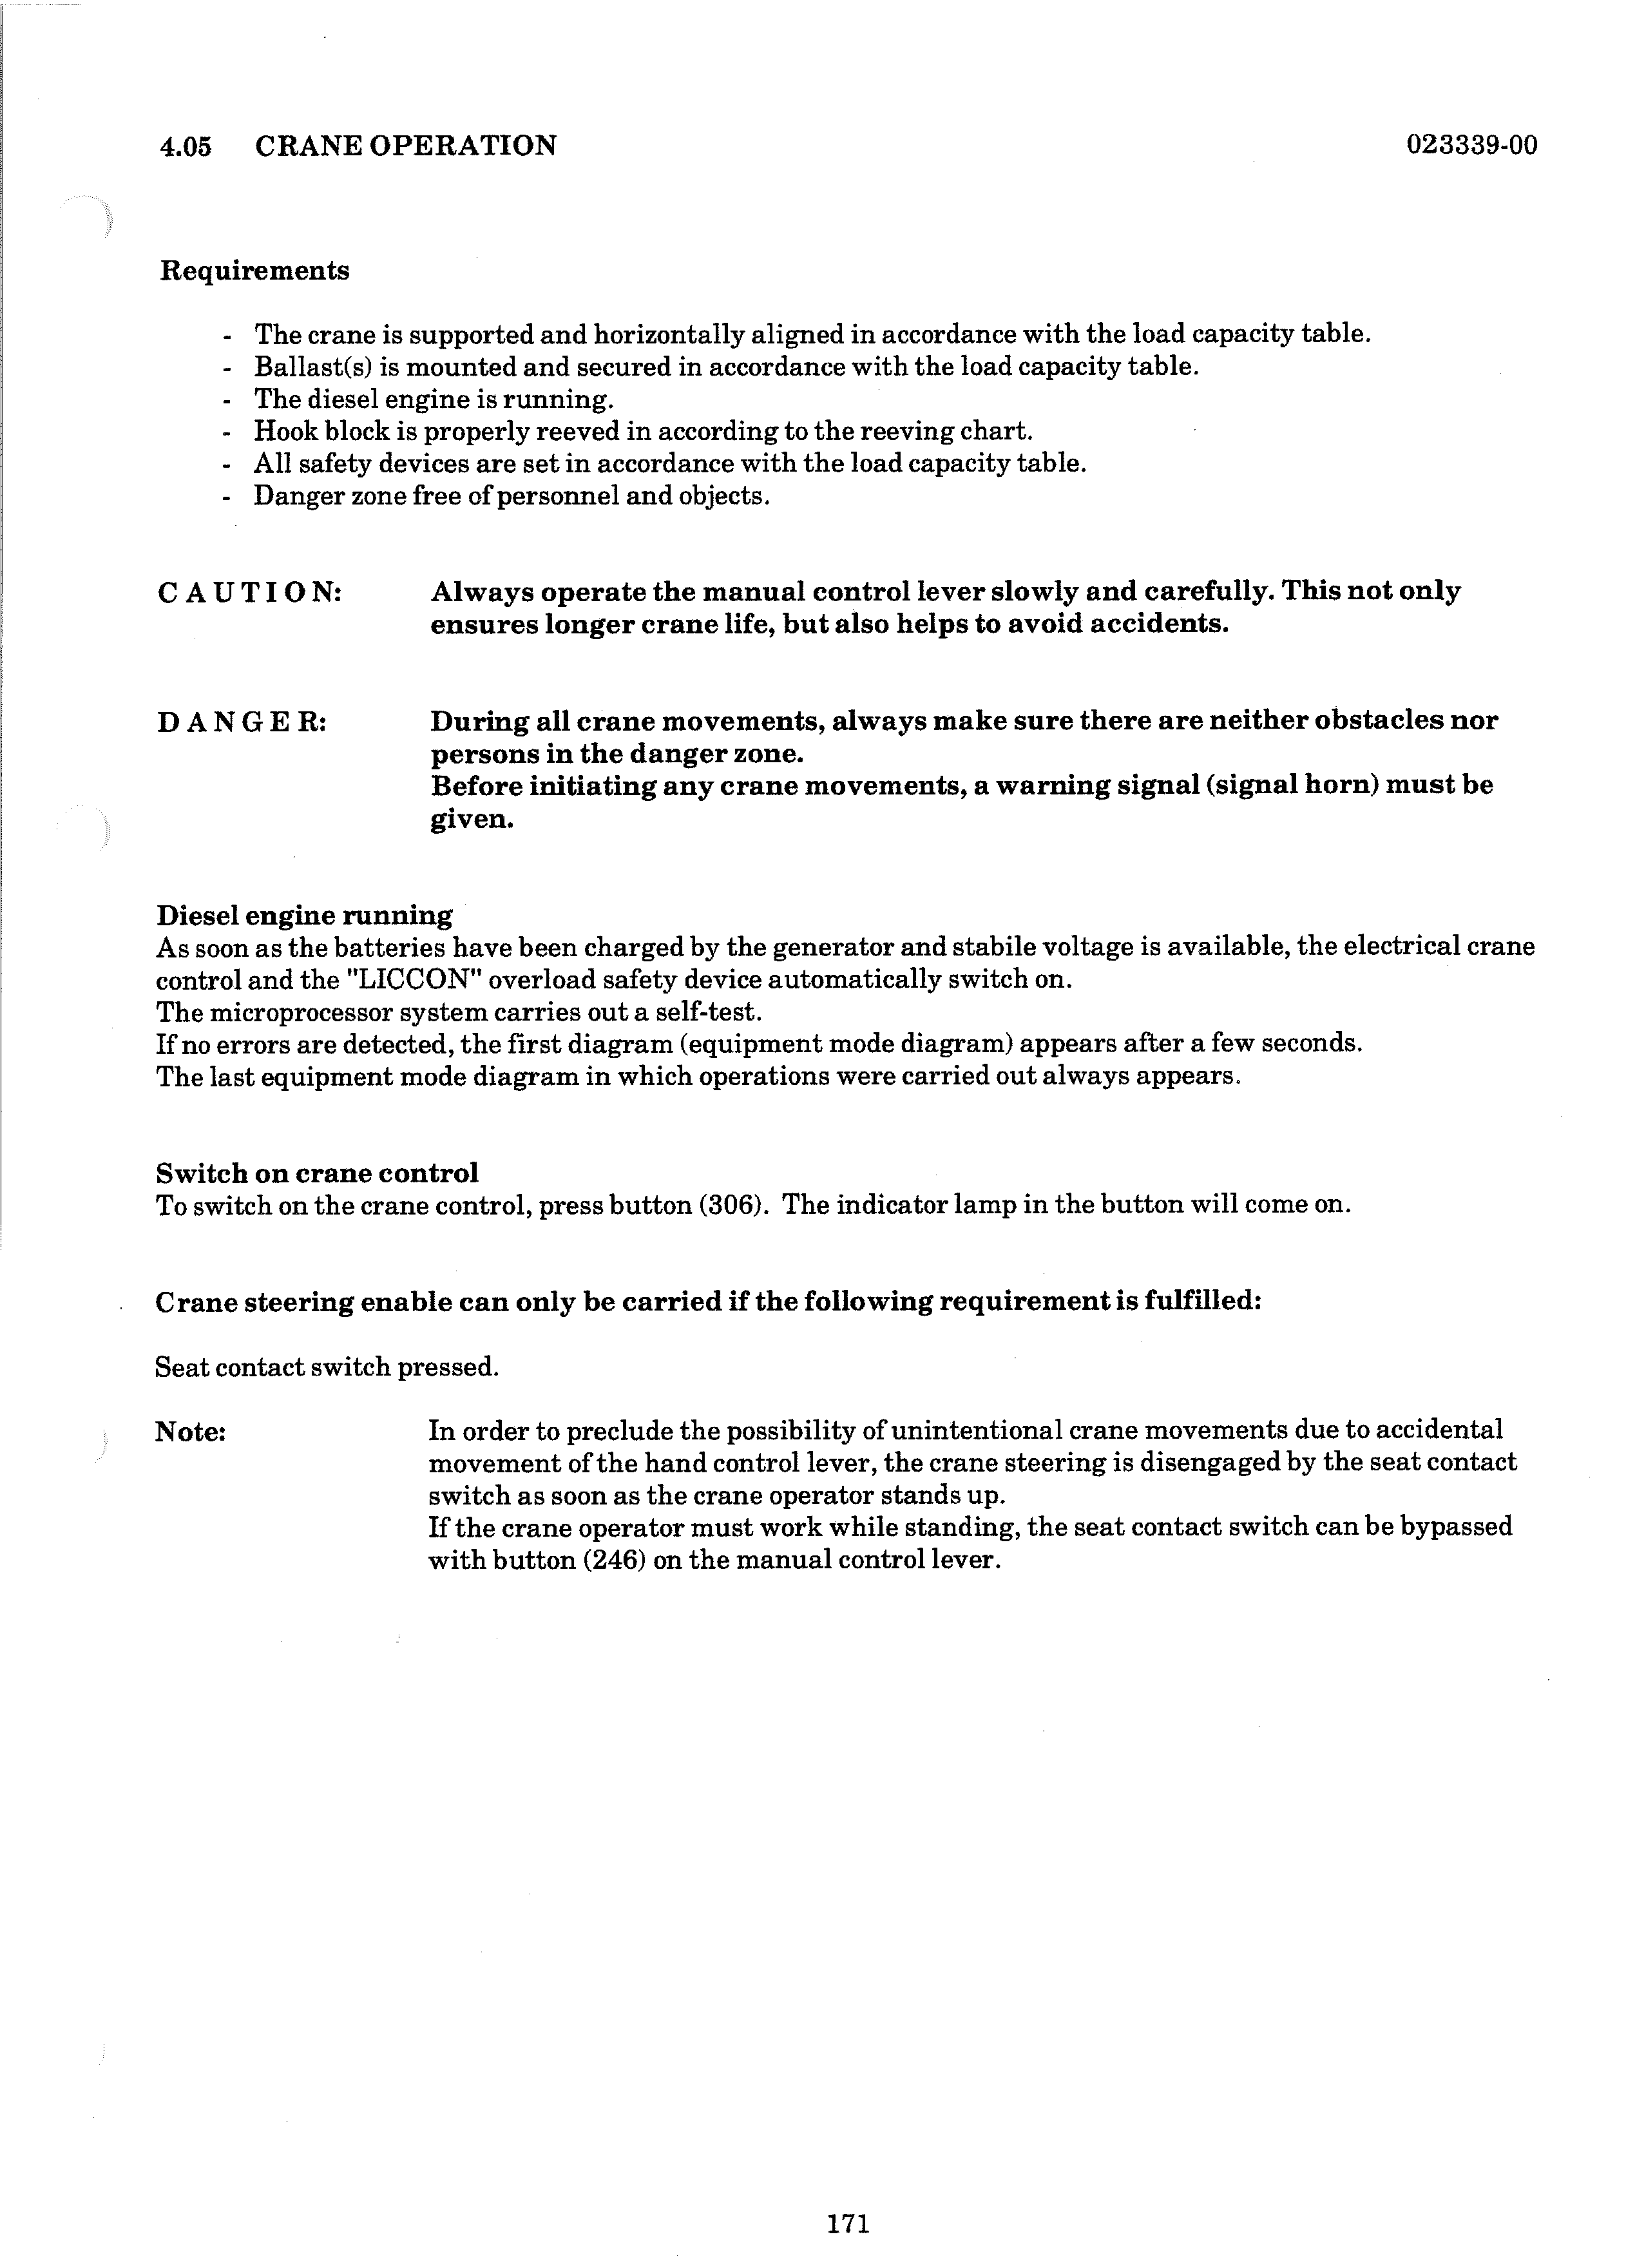 4.05 CRANE OPERATION 023339-00
Requirements
- The crane is supported and horizontally aligned in accordance with the load capacity table.
- Ballast(s) is mounted and secured in accordance with the load capacity table.
- The diesel engine is running.
- Hook block is properly reeved in according to the reeving chart.
- All safety devices are set in accordance with the load capacity table.
- Danger zone free of personnel and objects.
C A U T I O N: Always operate the manual control lever slowly and carefully. This not only
ensures longer crane life, but also helps to avoid accidents.
D A N G E R: During all crane movements, always make sure there are neither obstacles nor
persons in the danger zone.
Before initiating any crane movements, a warning signal (signal horn) must be
given.
Diesel engine running
As soon as the batteries have been charged by the generator and stabile voltage is available, the electrical crane
control and the "LICCON" overload safety device automatically switch on.
The microprocessor system carries out a self-test.
If no errors are detected, the first diagram (equipment mode diagram) appears after a few seconds.
The last equipment mode diagram in which operations were carried out always appears.
Switch on crane control
To switch on the crane control, press button (306). The indicator lamp in the button will come on.
Crane steering enable can only be carried if the following requirement is fulfilled:
Seat contact switch pressed.
Note: In order to preclude the possibility of unintentional crane movements due to accidental
movement of the hand control lever, the crane steering is disengaged by the seat contact
switch as soon as the crane operator stands up.
If the crane operator must work while standing, the seat contact switch can be bypassed
with button (246) on the manual control lever.
171